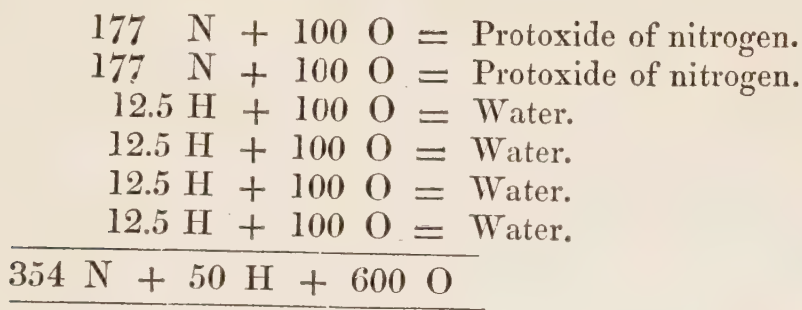 177 N + 100 O = Protoxide of nitrogen.
177 N + 100 O = Protoxide of nitrogen.
12.5 H + 100 O = Water.
12.5 H + 100 O = Water.
12.5 H + 100 O = Water.
12.5 H + 100 O = Water.
354 N + 50 H + 600 O